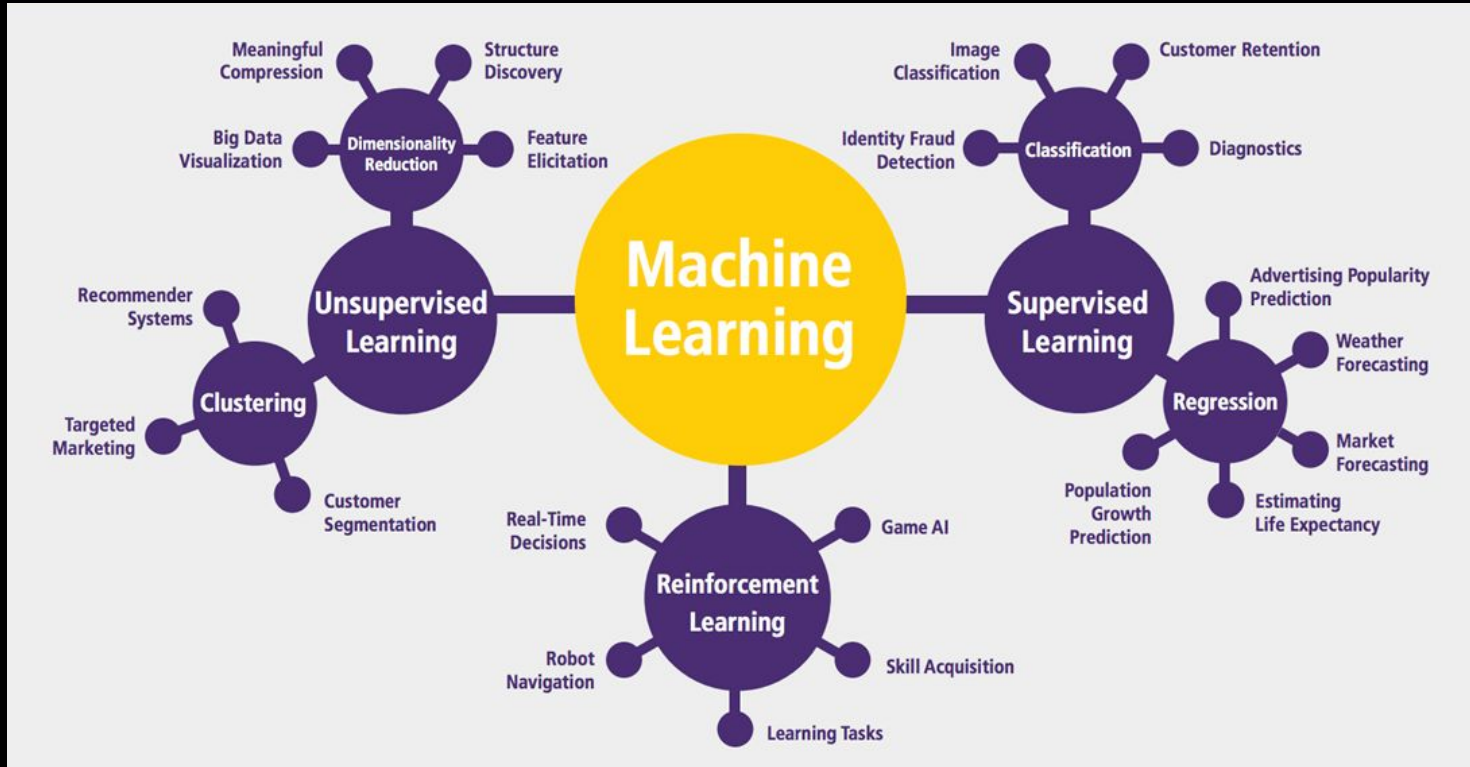 Machine
Learning
Unsupervised
Learning
Dimensionality
Reduction
Meaningful
Compression
Structure
Discovery
Big Data
Visualization
Feature
Elicitation
Clustering
Recommender
Systems
Targeted
Marketing
Customer
Segmentation
Supervised
Learning
Classification
Image
Classification
Customer Retention
Identity Fraud
Detection
Diagnostics
Regression
Advertising Popularity
Prediction
Weather
Forecasting
Market
Forecasting
Population
Growth
Prediction
Estimating
Life Expectancy
Reinforcement
Learning
Real-Time
Decisions
Game AI
Robot
Navigation
Skill Acquisition
Learning Tasks